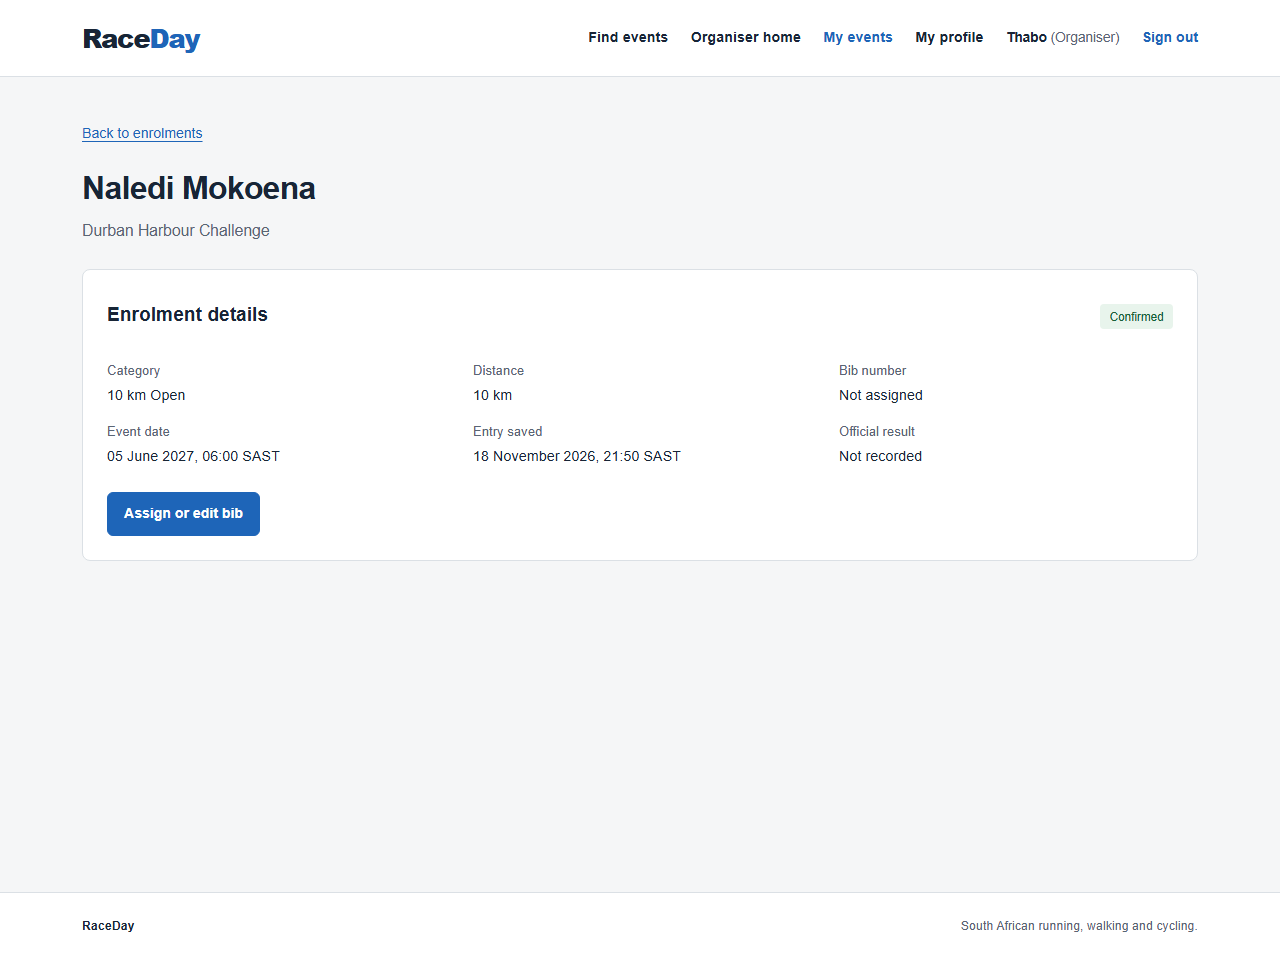 RaceDay
Find events Organiser home My events My profile Thabo (Organiser) Sign out
Back to enrolments
Naledi Mokoena
Durban Harbour Challenge
Enrolment details
Confirmed
Category Distance Bib number
10 km Open 10 km Not assigned
Event date Entry saved Official result
05 June 2027, 06:00 SAST 18 November 2026, 21:50 SAST Not recorded
Assign or edit bib
RaceDay South African running, walking and cycling.